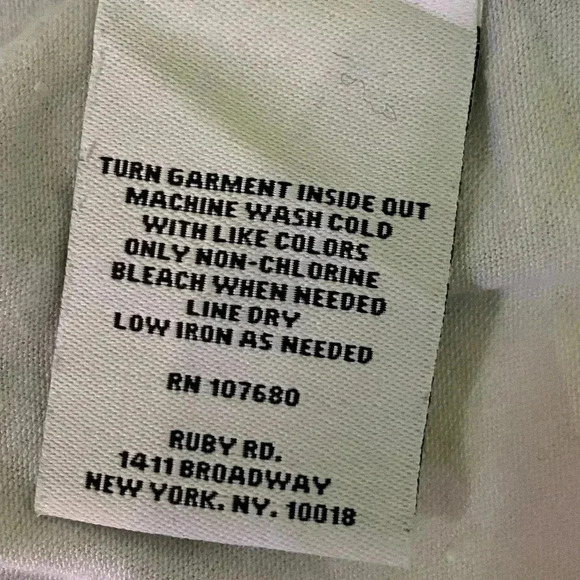 TURN GARMENT INSIDE OUT
MACHINE WASH COLD
WITH LIKE COLORS
ONLY NON-CHLORINE
BLEACH WHEN NEEDED
LINE DRY
LOW IRON AS NEEDED
RN 107680
RUBY RD.
1411 BROADWAY
NEW YORK. NY. 10018